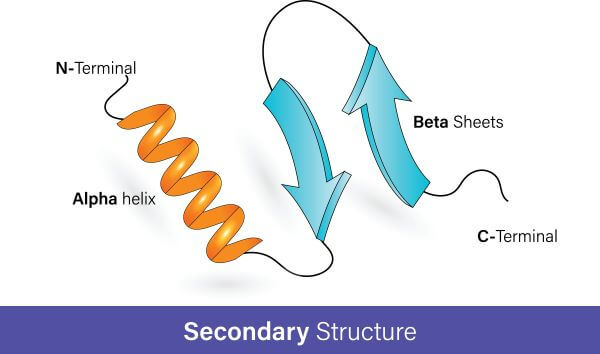 N-Terminal
Beta Sheets
Alpha helix
C-Terminal
Secondary Structure